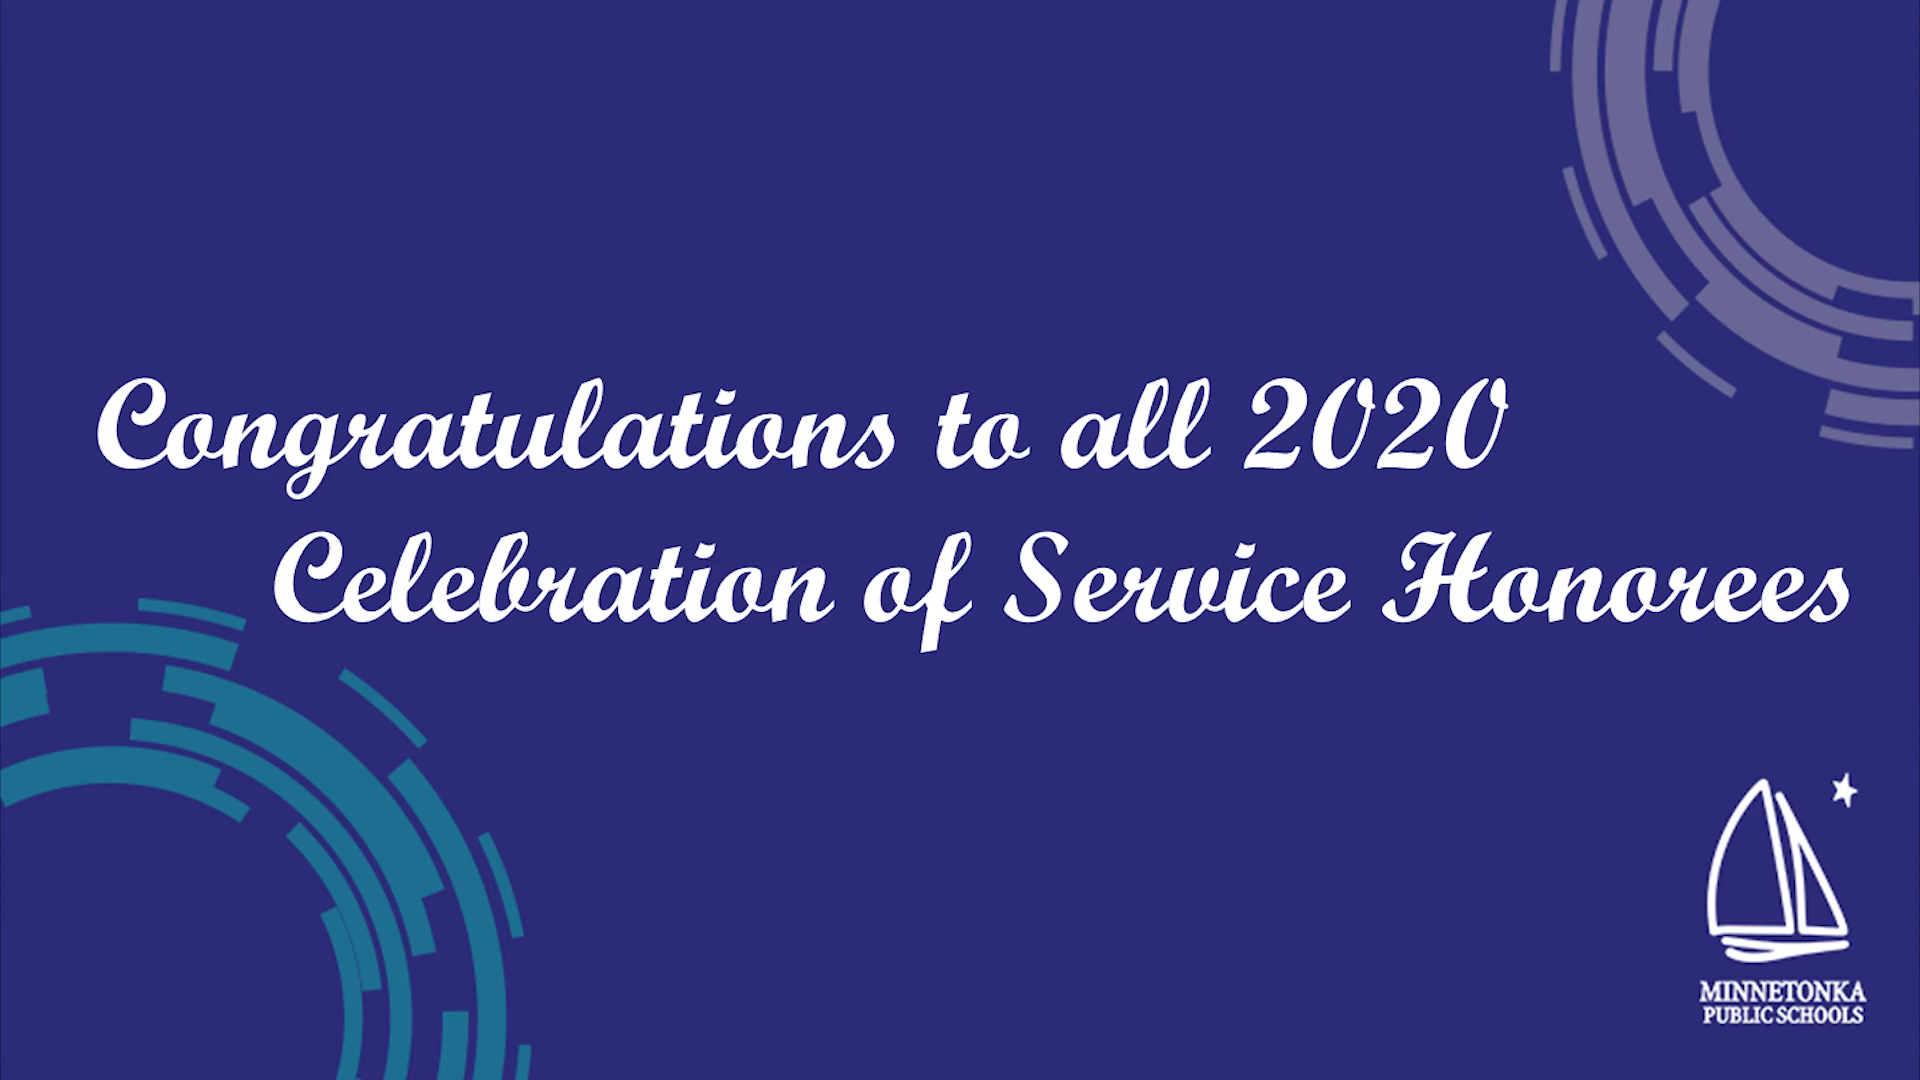 Congratulations to all 2020
Celebration of Service Honorees
MINNETONKA
PUBLIC SCHOOLS